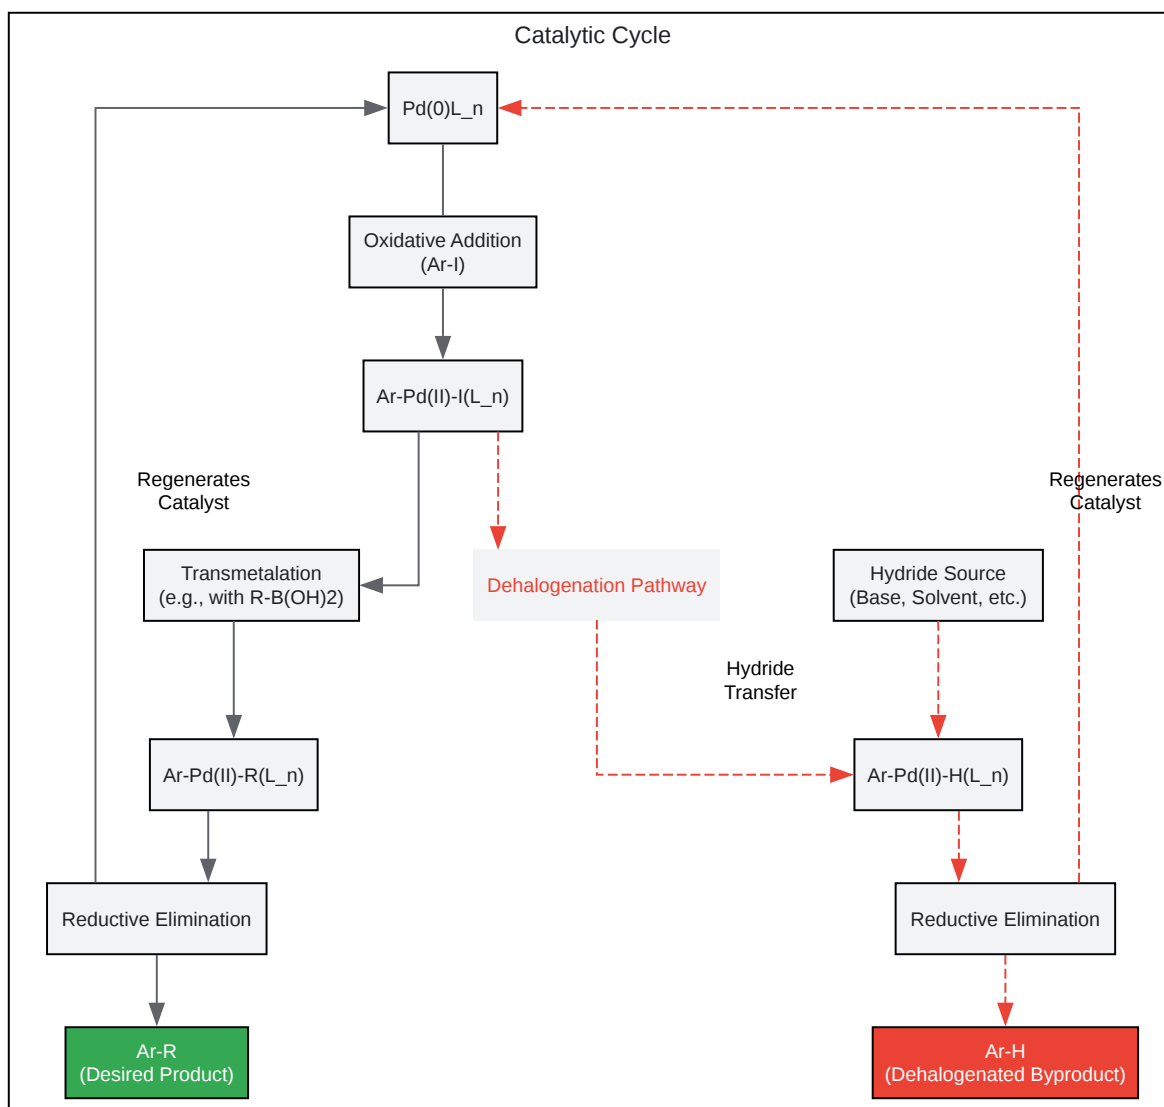 Catalytic Cycle
Pd(0)L_n
Oxidative Addition
(Ar-I)
Ar-Pd(II)-I(L_n)
Regenerates
Catalyst
Regenerates
Catalyst
Transmetalation
(e.g., with R-B(OH)2)
Dehalogenation Pathway
Hydride Source
(Base, Solvent, etc.)
Hydride
Transfer
Ar-Pd(II)-R(L_n)
Ar-Pd(II)-H(L_n)
Reductive Elimination
Reductive Elimination
Ar-R
(Desired Product)
Ar-H
(Dehalogenated Byproduct)